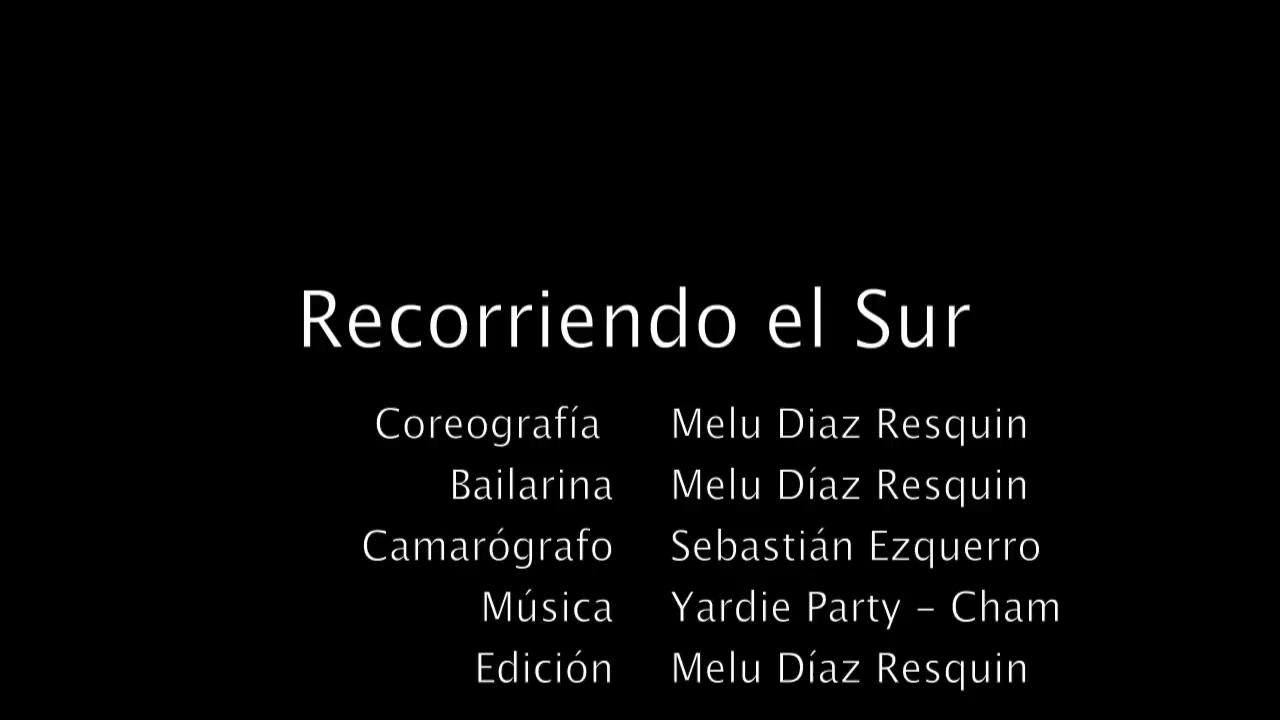 Recorriendo el Sur
Coreografía Melu Diaz Resquin
Bailarina Melu Díaz Resquin
Camarógrafo Sebastián Ezquerro
Música Yardie Party – Cham
Edición Melu Díaz Resquin